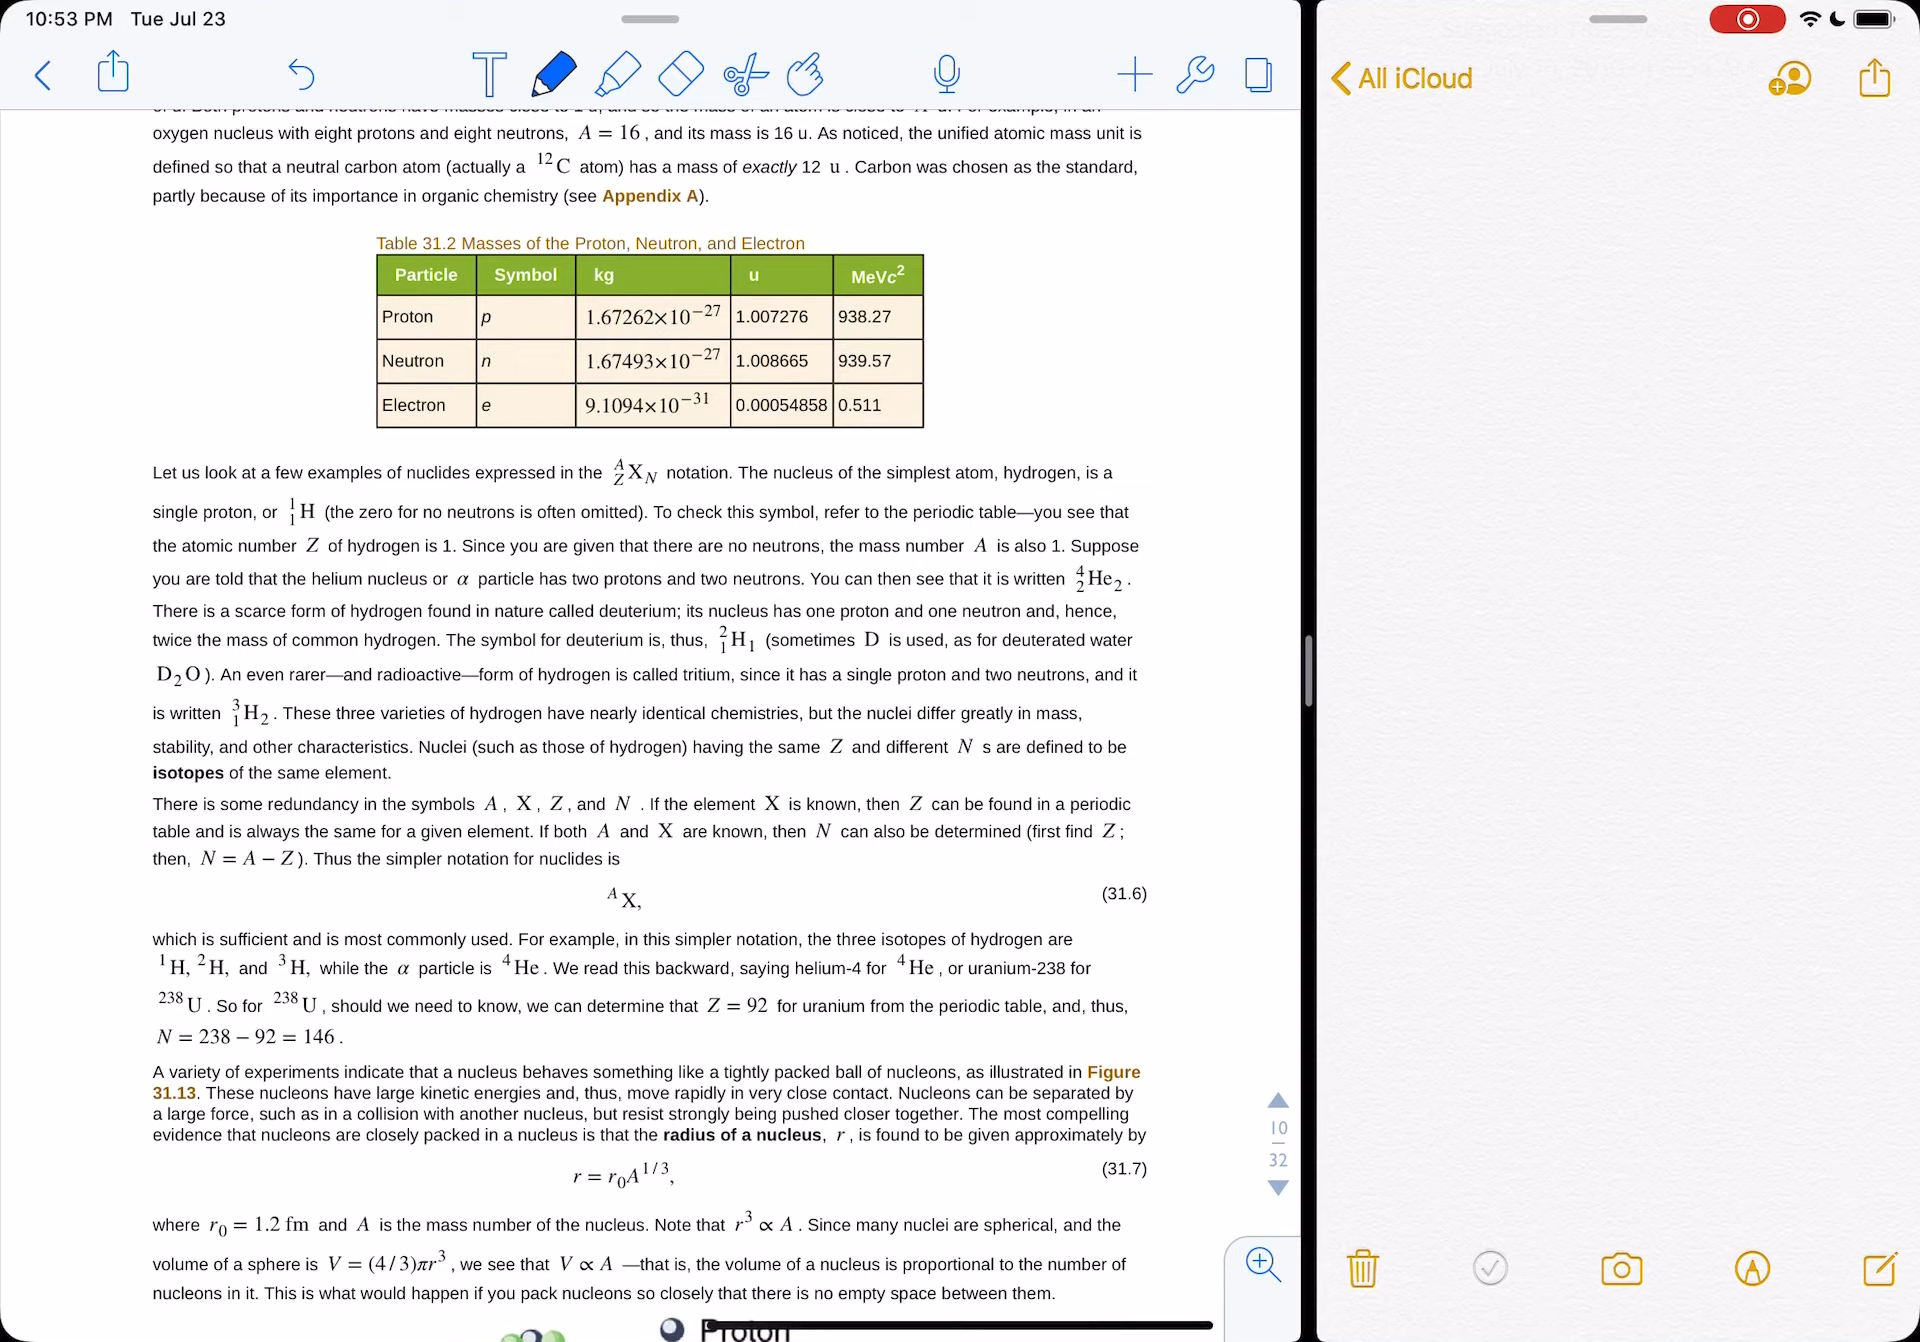 10:53 PM Tue Jul 23
All iCloud
oxygen nucleus with eight protons and eight neutrons, A = 16 , and its mass is 16 u. As noticed, the unified atomic mass unit is
defined so that a neutral carbon atom (actually a ¹²C atom) has a mass of exactly 12 u . Carbon was chosen as the standard,
partly because of its importance in organic chemistry (see Appendix A).
Table 31.2 Masses of the Proton, Neutron, and Electron
Particle Symbol kg u MeVc²
Proton p 1.67262×10⁻²⁷ 1.007276 938.27
Neutron n 1.67493×10⁻²⁷ 1.008665 939.57
Electron e 9.1094×10⁻³¹ 0.00054858 0.511
Let us look at a few examples of nuclides expressed in the ^A_Z X_N notation. The nucleus of the simplest atom, hydrogen, is a
single proton, or ¹₁H (the zero for no neutrons is often omitted). To check this symbol, refer to the periodic table—you see that
the atomic number Z of hydrogen is 1. Since you are given that there are no neutrons, the mass number A is also 1. Suppose
you are told that the helium nucleus or α particle has two protons and two neutrons. You can then see that it is written ⁴₂He₂ .
There is a scarce form of hydrogen found in nature called deuterium; its nucleus has one proton and one neutron and, hence,
twice the mass of common hydrogen. The symbol for deuterium is, thus, ²₁H₁ (sometimes D is used, as for deuterated water
D₂O ). An even rarer—and radioactive—form of hydrogen is called tritium, since it has a single proton and two neutrons, and it
is written ³₁H₂ . These three varieties of hydrogen have nearly identical chemistries, but the nuclei differ greatly in mass,
stability, and other characteristics. Nuclei (such as those of hydrogen) having the same Z and different N s are defined to be
isotopes of the same element.
There is some redundancy in the symbols A , X , Z , and N . If the element X is known, then Z can be found in a periodic
table and is always the same for a given element. If both A and X are known, then N can also be determined (first find Z ;
then, N = A − Z ). Thus the simpler notation for nuclides is
^A X, (31.6)
which is sufficient and is most commonly used. For example, in this simpler notation, the three isotopes of hydrogen are
¹H, ²H, and ³H, while the α particle is ⁴He . We read this backward, saying helium-4 for ⁴He , or uranium-238 for
²³⁸U . So for ²³⁸U , should we need to know, we can determine that Z = 92 for uranium from the periodic table, and, thus,
N = 238 − 92 = 146 .
A variety of experiments indicate that a nucleus behaves something like a tightly packed ball of nucleons, as illustrated in Figure
31.13. These nucleons have large kinetic energies and, thus, move rapidly in very close contact. Nucleons can be separated by
a large force, such as in a collision with another nucleus, but resist strongly being pushed closer together. The most compelling
evidence that nucleons are closely packed in a nucleus is that the radius of a nucleus, r , is found to be given approximately by
r = r₀A^{1/3}, (31.7)
where r₀ = 1.2 fm and A is the mass number of the nucleus. Note that r³ ∝ A . Since many nuclei are spherical, and the
volume of a sphere is V = (4/3)πr³ , we see that V ∝ A —that is, the volume of a nucleus is proportional to the number of
nucleons in it. This is what would happen if you pack nucleons so closely that there is no empty space between them.
Proton
10
32